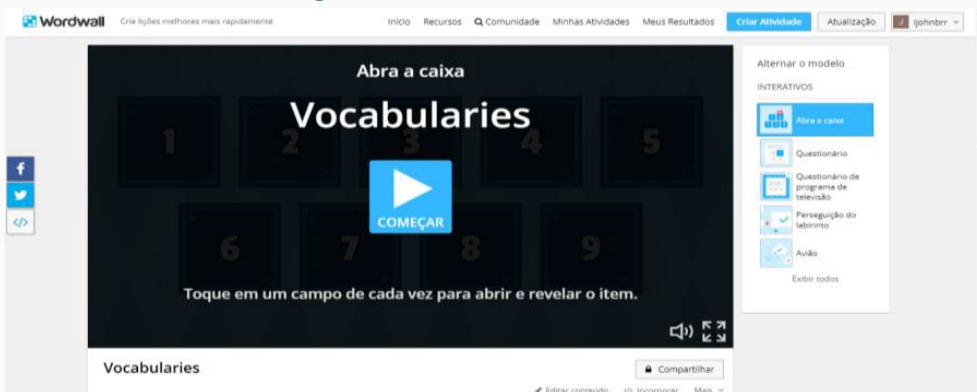 Wordwall Crie lições melhores mais rapidamente Início Recursos Comunidade Minhas Atividades Meus Resultados Criar Atividade Atualização J ljohnbrr
Abra a caixa
Vocabularies
1 2 3 4 5
COMEÇAR
6 7 8 9
Toque em um campo de cada vez para abrir e revelar o item.
Alternar o modelo
INTERATIVOS
Abra a caixa
Questionário
Questionário de
programa de
televisão
Perseguição do
labirinto
Avião
Exibir todos
f
</>
Vocabularies
Compartilhar
Editar conteúdo Incorporar Mais